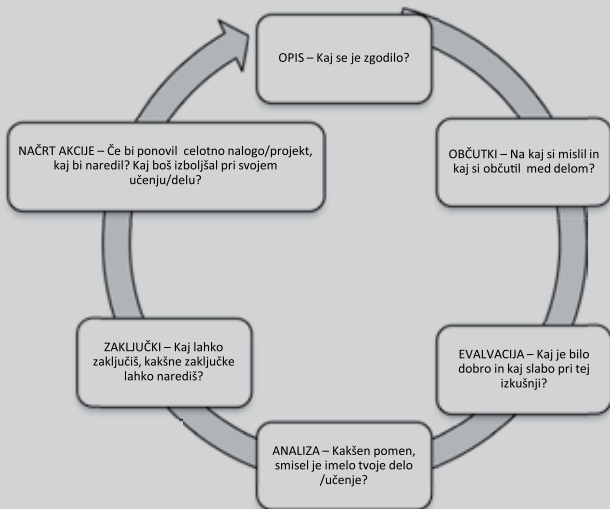 OPIS – Kaj se je zgodilo?
OBČUTKI – Na kaj si mislil in
kaj si občutil med delom?
EVALVACIJA – Kaj je bilo
dobro in kaj slabo pri tej
izkušnji?
ANALIZA – Kakšen pomen,
smisel je imelo tvoje delo
/učenje?
ZAKLJUČKI – Kaj lahko
zaključiš, kakšne zaključke
lahko narediš?
NAČRT AKCIJE – Če bi ponovil celotno nalogo/projekt,
kaj bi naredil? Kaj boš izboljšal pri svojem
učenju/delu?